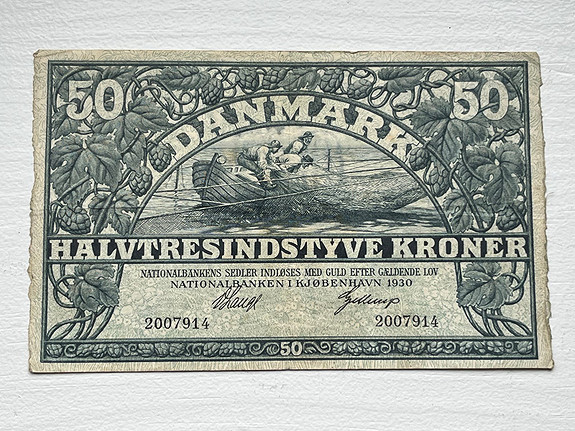 50 50
DANMARK
HALVTRESINDSTYVE KRONER
NATIONALBANKENS SEDLER INDLØSES MED GULD EFTER GÆLDENDE LOV
NATIONALBANKEN I KJØBENHAVN 1930
2007914 2007914
50